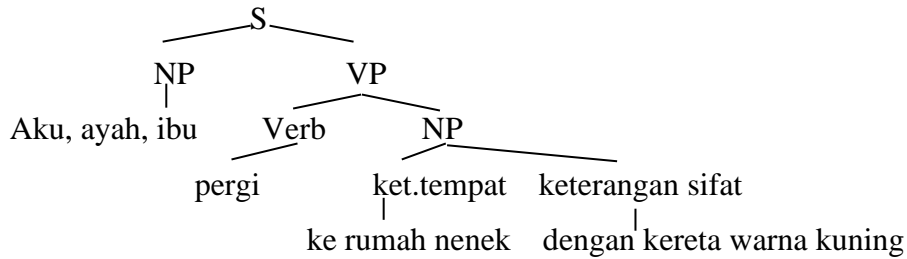 S
NP VP
Aku, ayah, ibu Verb NP
pergi ket.tempat keterangan sifat
ke rumah nenek dengan kereta warna kuning